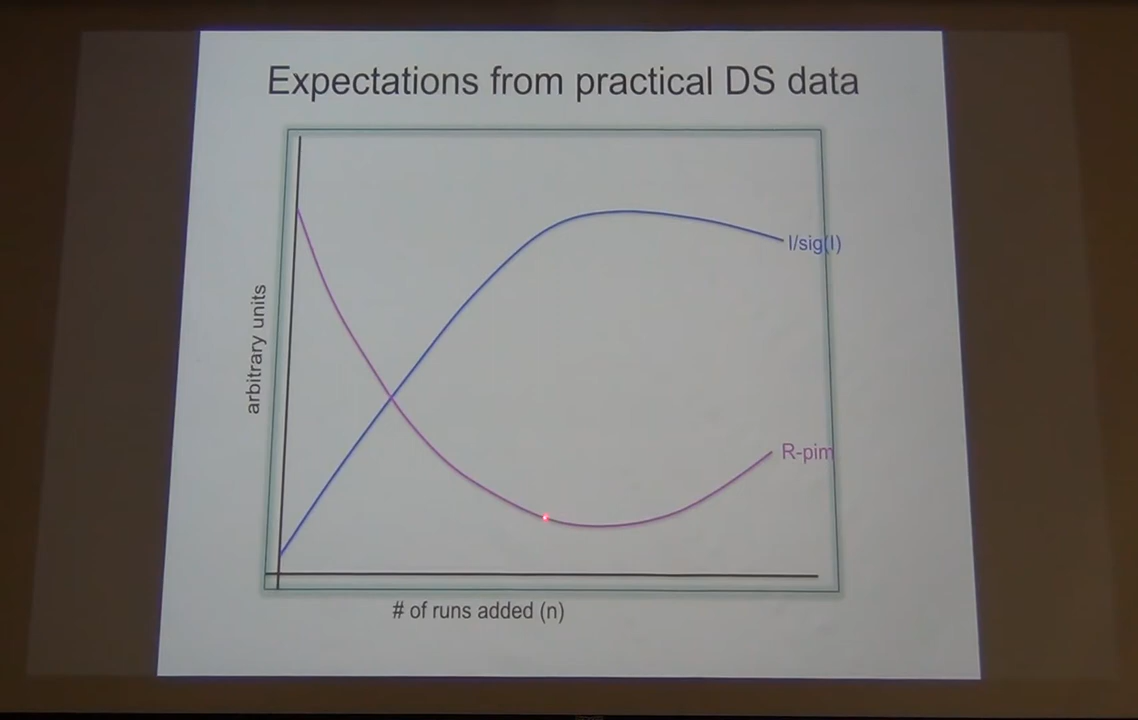 Expectations from practical DS data
I/sig(I)
arbitrary units
R-pim
# of runs added (n)